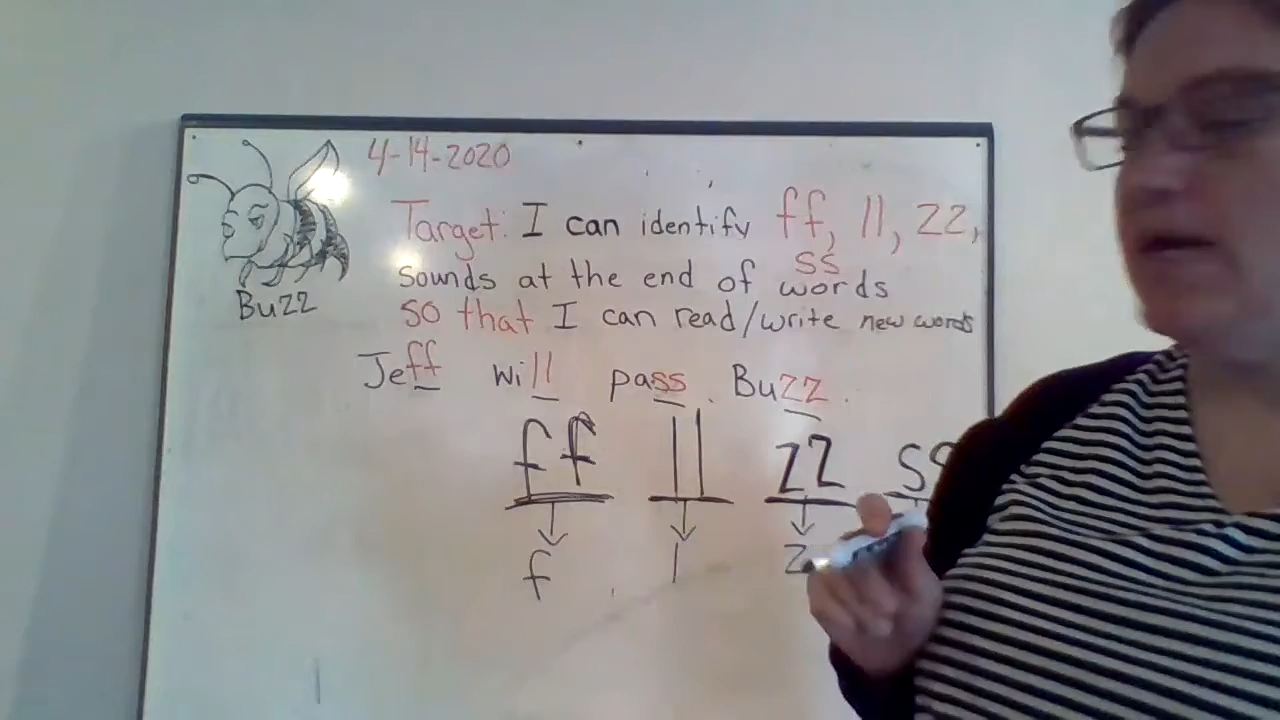 4-14-2020
Target: I can identify ff, ll, zz,
ss
sounds at the end of words
so that I can read/write new words
Buzz
Jeff will pass Buzz.
ff ll zz ss
f l z